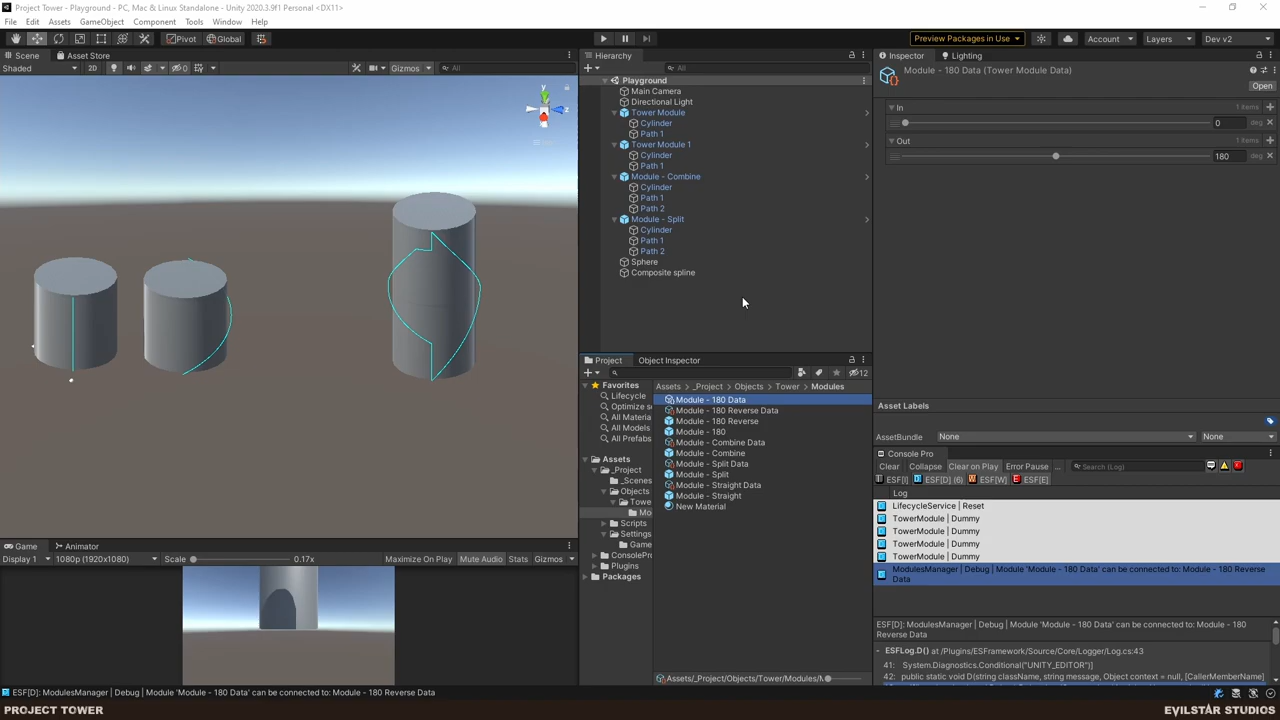 Project Tower - Playground - PC, Mac & Linux Standalone - Unity 2020.3.9f1 Personal <DX11>
File Edit Assets GameObject Component Tools Window Help
Pivot Global
Preview Packages in Use
Account
Layers
Dev v2
Scene Asset Store
Shaded 2D 0 Gizmos All
Hierarchy
All
Playground
Main Camera
Directional Light
Tower Module
Cylinder
Path 1
Tower Module 1
Cylinder
Path 1
Module - Combine
Cylinder
Path 1
Path 2
Module - Split
Cylinder
Path 1
Path 2
Sphere
Composite spline
y
z
Inspector Lighting
Module - 180 Data (Tower Module Data)
Open
In 1 items
0 deg
Out 1 items
180 deg
Asset Labels
AssetBundle None None
Project Object Inspector
12
Favorites
Lifecycle
Optimize s
All Materia
All Models
All Prefabs
Assets
_Project
_Scenes
Objects
Towe
Mo
Scripts
Settings
Game
ConsolePro
Plugins
Packages
Assets > _Project > Objects > Tower > Modules
Module - 180 Data
Module - 180 Reverse Data
Module - 180 Reverse
Module - 180
Module - Combine Data
Module - Combine
Module - Split Data
Module - Split
Module - Straight Data
Module - Straight
New Material
Assets/_Project/Objects/Tower/Modules/M
Console Pro
Clear Collapse Clear on Play Error Pause ... Search (Log)
ESF[I] ESF[D] (6) ESF[W] ESF[E]
Log
LifecycleService | Reset
TowerModule | Dummy
TowerModule | Dummy
TowerModule | Dummy
TowerModule | Dummy
ModulesManager | Debug | Module 'Module - 180 Data' can be connected to: Module - 180 Reverse
Data
ESF[D]: ModulesManager | Debug | Module 'Module - 180 Data' can be connected to: Module - 180
Reverse Data
ESFLog.D() at /Plugins/ESFramework/Source/Core/Logger/Log.cs:43
41: System.Diagnostics.Conditional("UNITY_EDITOR")]
42: public static void D(string className, string message, Object context = null, [CallerMemberName]
Game Animator
Display 1 1080p (1920x1080) Scale 0.17x Maximize On Play Mute Audio Stats Gizmos
ESF[D]: ModulesManager | Debug | Module 'Module - 180 Data' can be connected to: Module - 180 Reverse Data
PROJECT TOWER
EVILSTAR STUDIOS